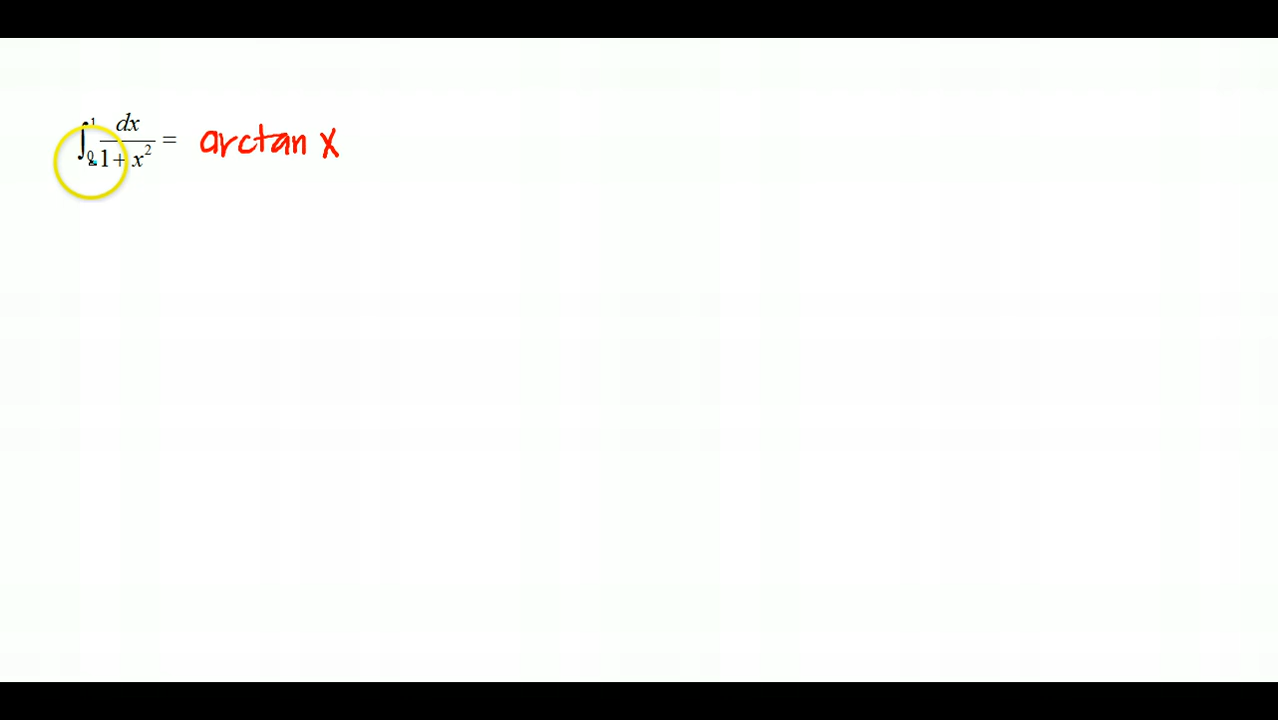 ∫₀¹ dx/(1 + x²) = arctan x